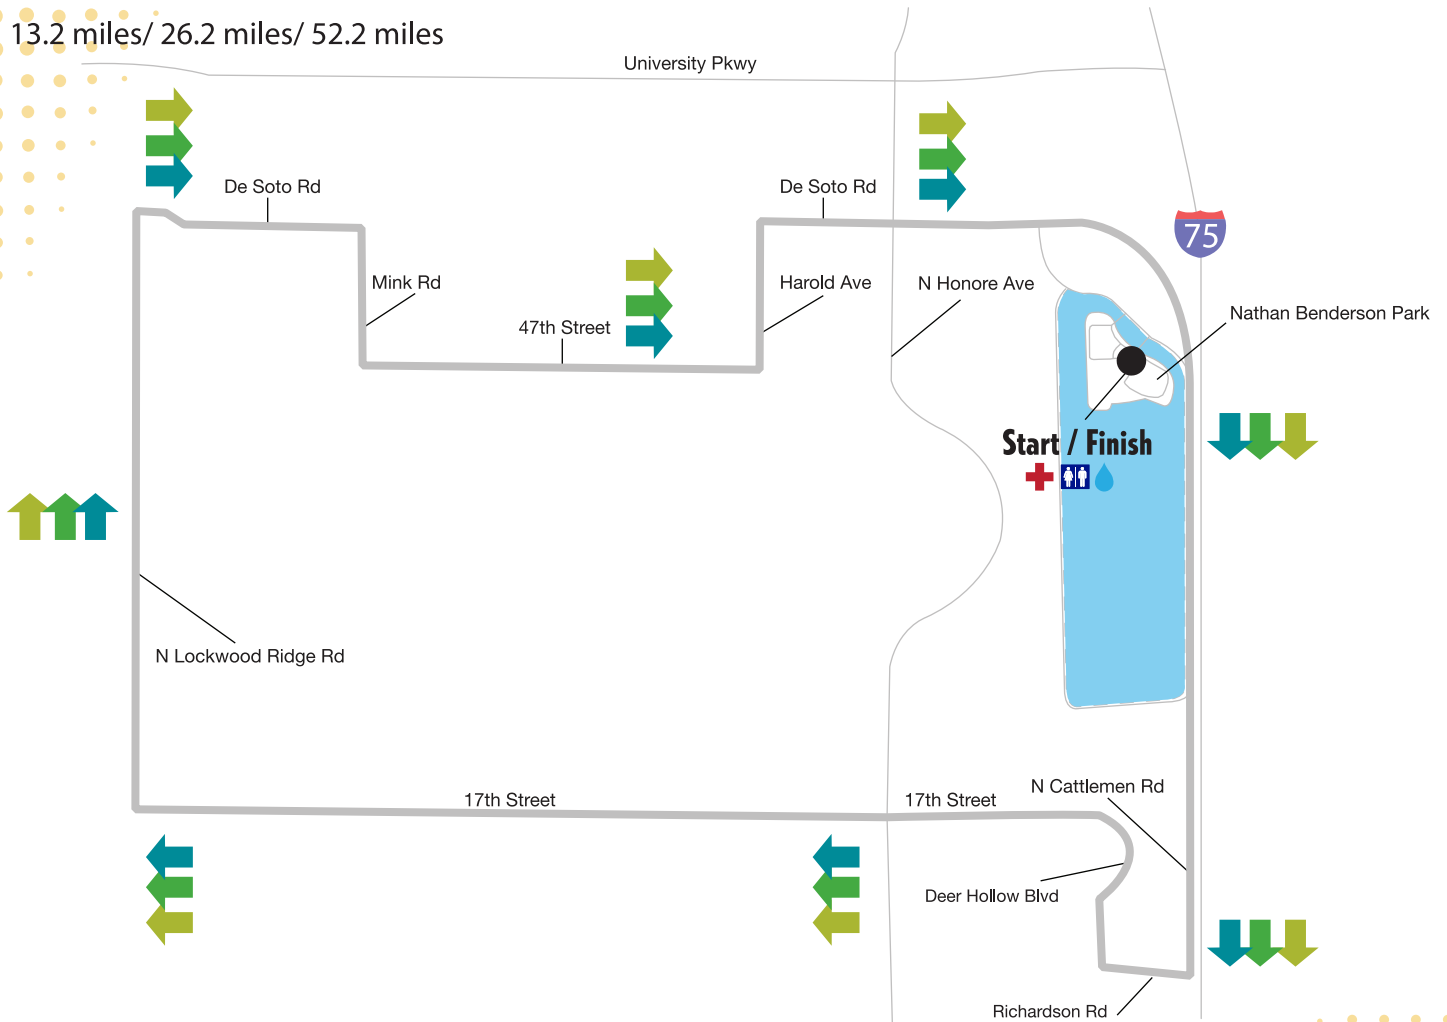 13.2 miles/ 26.2 miles/ 52.2 miles
University Pkwy
De Soto Rd
De Soto Rd
75
Mink Rd
Harold Ave
N Honore Ave
Nathan Benderson Park
47th Street
Start / Finish
N Lockwood Ridge Rd
N Cattlemen Rd
17th Street
17th Street
Deer Hollow Blvd
Richardson Rd